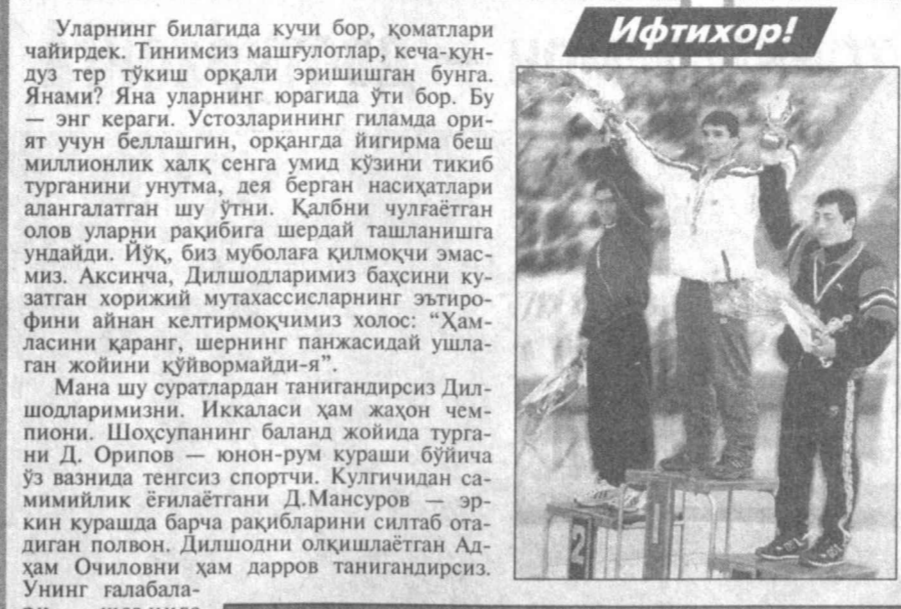 Уларнинг билагида кучи бор, қоматлари
чайирдек. Тинимсиз машғулотлар, кеча-кун-
дуз тер тўкиш орқали эришишган бунга.
Янами? Яна уларнинг юрагида ўти бор. Бу
— энг кераги. Устозларининг гиламда ори-
ят учун беллашгин, орқангда йигирма беш
миллионлик халқ сенга умид кўзини тикиб
турганини унутма, дея берган насиҳатлари
алангалатган шу ўтни. Қалбни чулғаётган
олов уларни рақибига шердай ташланишга
ундайди. Йўқ, биз муболаға қилмоқчи эмас-
миз. Аксинча, Дилшодларимиз баҳсини ку-
затган хорижий мутахассисларнинг эътиро-
фини айнан келтирмоқчимиз холос: “Ҳам-
ласини қаранг, шернинг панжасидай ушла-
ган жойини қўйвормайди-я”.
Мана шу суратлардан танигандирсиз Дил-
шодларимизни. Иккаласи ҳам жаҳон чем-
пиони. Шоҳсупанинг баланд жойида турга-
ни Д. Орипов — юнон-рум кураши бўйича
ўз вазнида тенгсиз спортчи. Кулгичидан са-
мимийлик ёғилаётгани Д.Мансуров — эр-
кин курашда барча рақибларини силтаб ота-
диган полвон. Дилшодни олқишлаётган Ад-
ҳам Очиловни ҳам дарров танигандирсиз.
Унинг ғалабала-
Ифтихор!
2
1